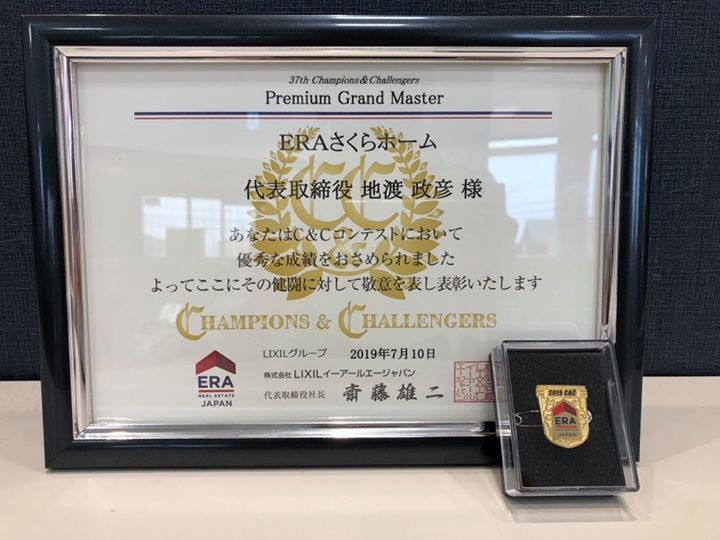 37th Champions&Challengers
Premium Grand Master
ERAさくらホーム
代表取締役 地渡 政彦 様
あなたはC&Cコンテストにおいて
優秀な成績をおさめられました
よってここにその健闘に対して敬意を表し表彰いたします
CHAMPIONS & CHALLENGERS
LIXILグループ 2019年7月10日
株式会社 LIXILイーアールエージャパン
代表取締役社長 斎藤雄二
ERA
REAL ESTATE
JAPAN
CC
&
2019 C&C
ERA
REAL ESTATE
JAPAN